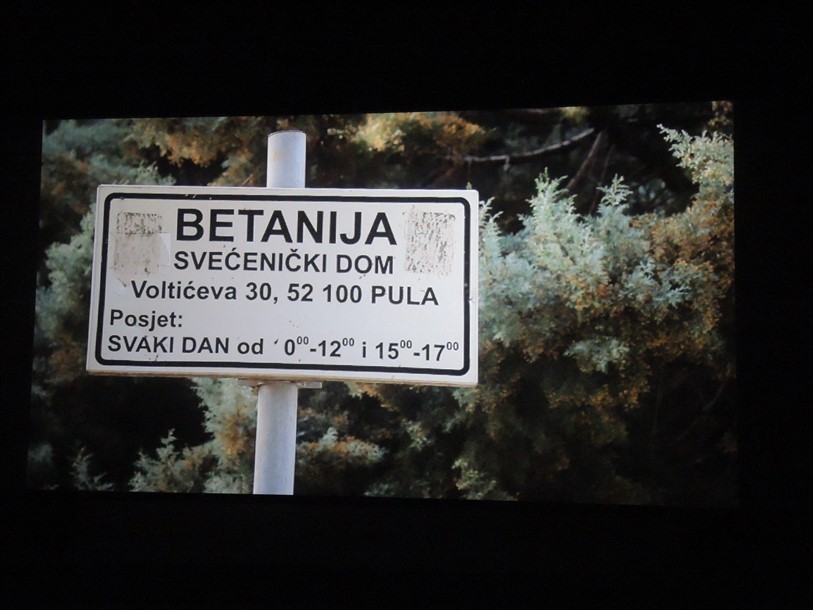 BETANIJA
SVEĆENIČKI DOM
Voltićeva 30, 52 100 PULA
Posjet:
SVAKI DAN od 0⁰⁰-12⁰⁰ i 15⁰⁰-17⁰⁰